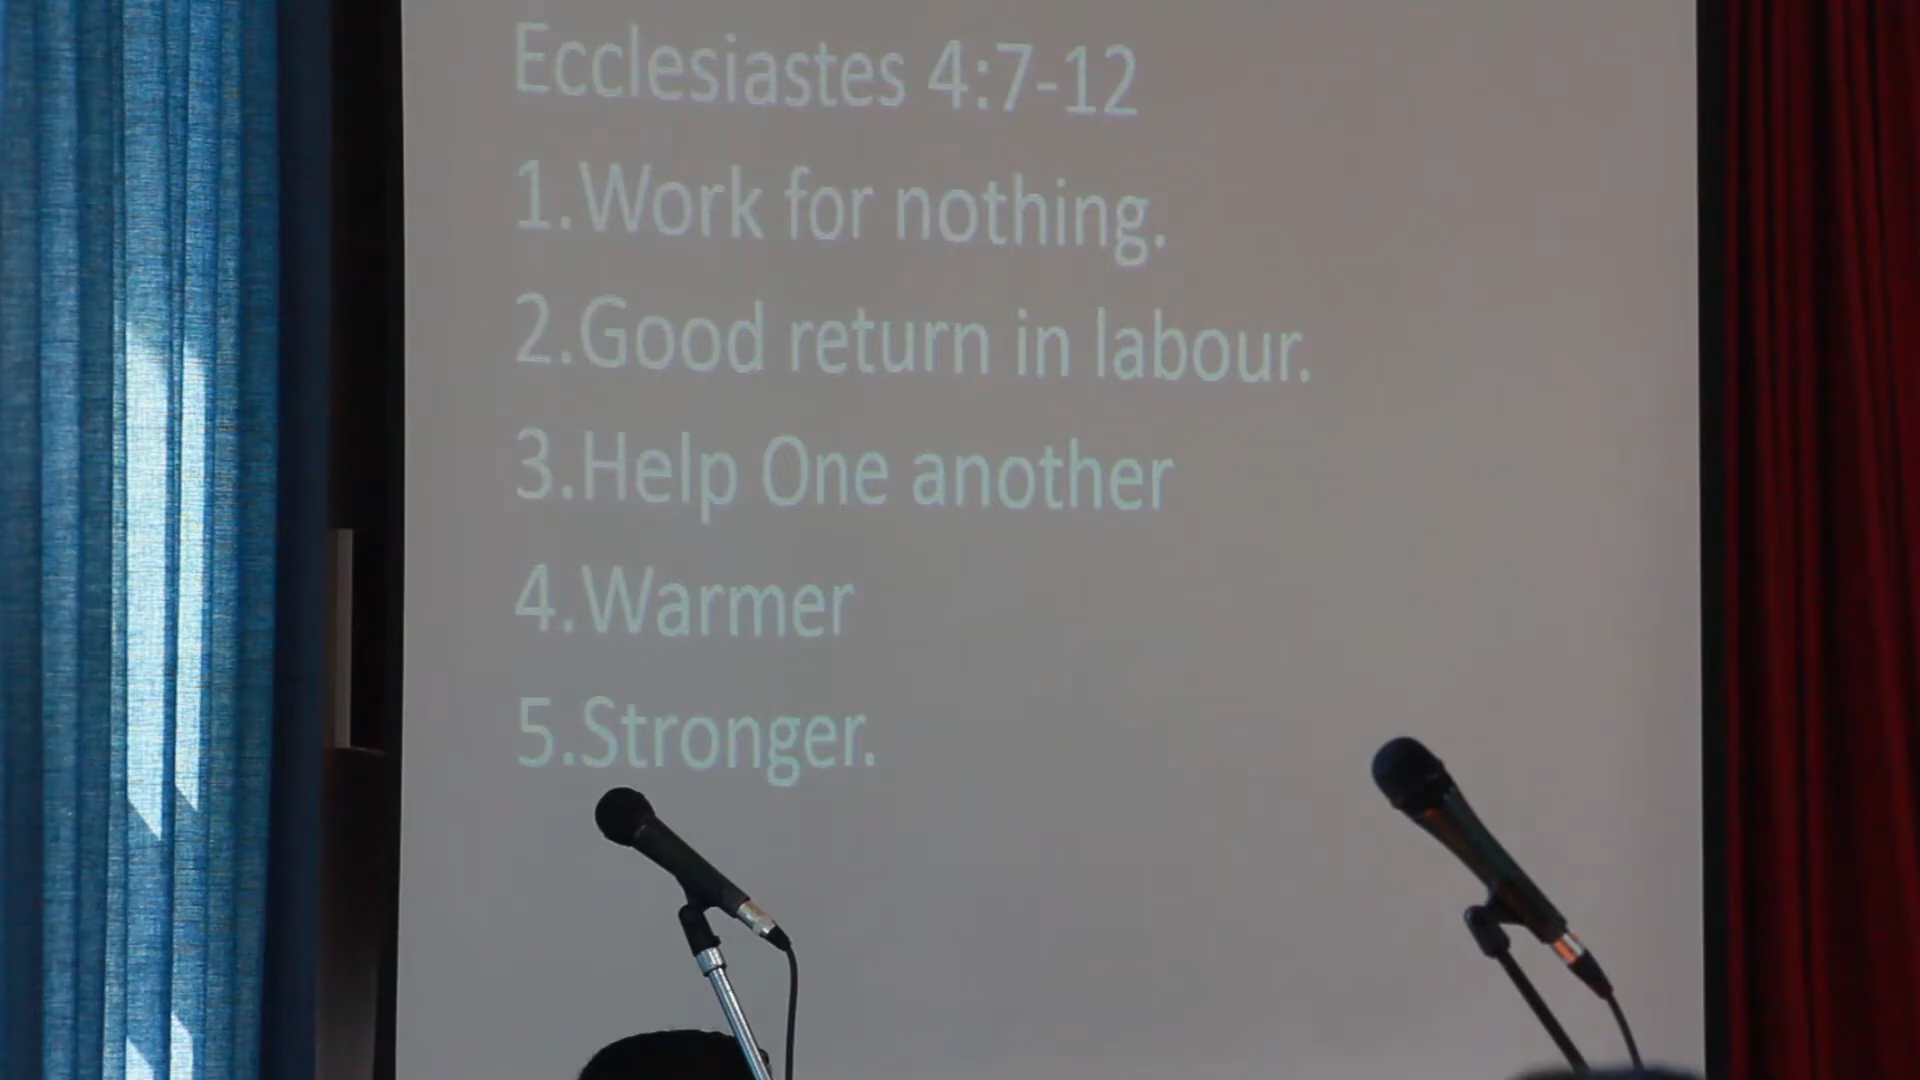 Ecclesiastes 4:7-12
1.Work for nothing.
2.Good return in labour.
3.Help One another
4.Warmer
5.Stronger.